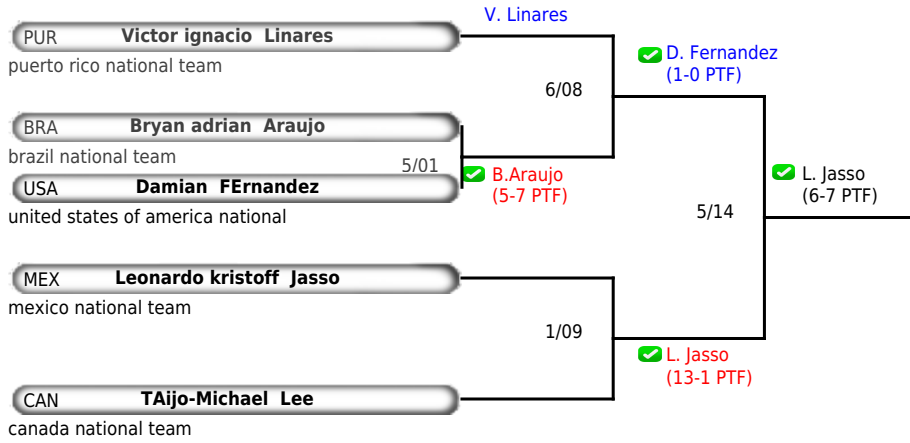 V. Linares
PUR Victor ignacio Linares
puerto rico national team
D. Fernandez
(1-0 PTF)
6/08
BRA Bryan adrian Araujo
brazil national team
5/01
B.Araujo
(5-7 PTF)
USA Damian FErnandez
united states of america national
L. Jasso
(6-7 PTF)
5/14
MEX Leonardo kristoff Jasso
mexico national team
1/09
L. Jasso
(13-1 PTF)
CAN TAijo-Michael Lee
canada national team